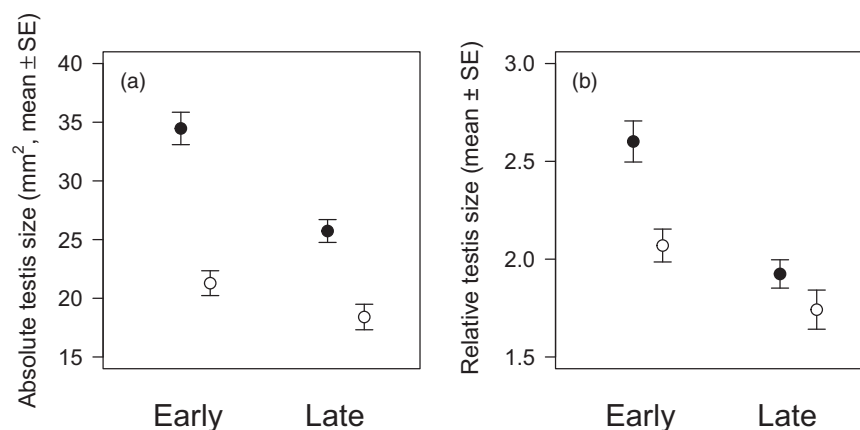 Absolute testis size (mm², mean ± SE)
40
35
30
25
20
15
(a)
Early
Late
Relative testis size (mean ± SE)
3.0
2.5
2.0
1.5
(b)
Early
Late